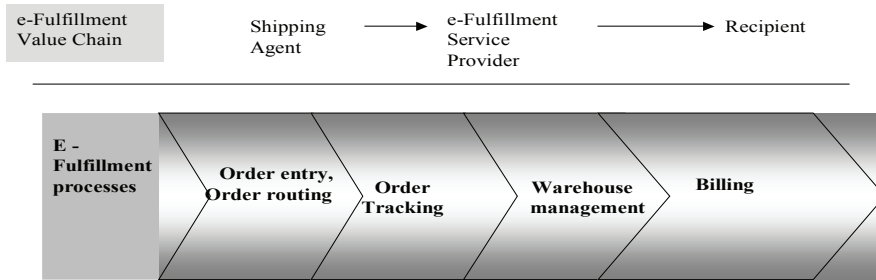 e-Fulfillment
Value Chain
Shipping
Agent
e-Fulfillment
Service
Provider
Recipient
E -
Fulfillment
processes
Order entry,
Order routing
Order
Tracking
Warehouse
management
Billing